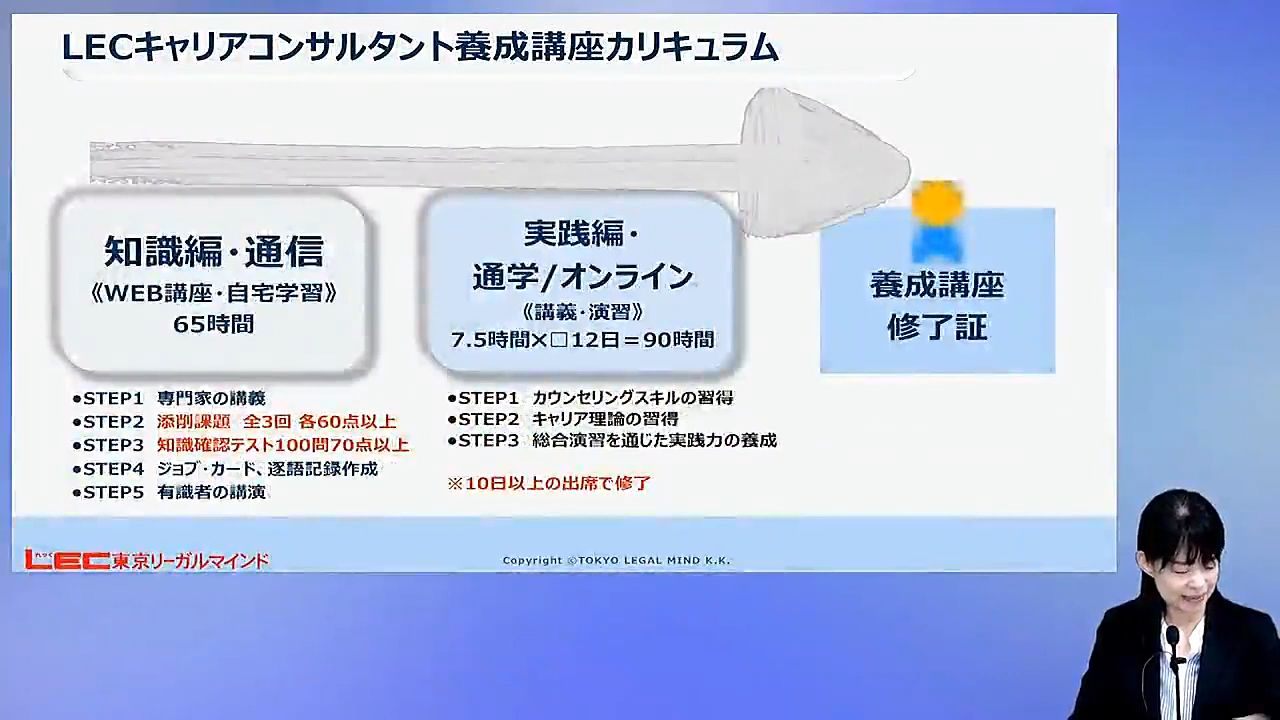 LECキャリアコンサルタント養成講座カリキュラム
知識編・通信
《WEB講座・自宅学習》
65時間
実践編・
通学/オンライン
《講義・演習》
7.5時間×□12日＝90時間
養成講座
修了証
●STEP1 専門家の講義
●STEP2 添削課題 全3回 各60点以上
●STEP3 知識確認テスト100問70点以上
●STEP4 ジョブ・カード、逐語記録作成
●STEP5 有識者の講演
●STEP1 カウンセリングスキルの習得
●STEP2 キャリア理論の習得
●STEP3 総合演習を通じた実践力の養成
※10日以上の出席で修了
LEC東京リーガルマインド
Copyright ©TOKYO LEGAL MIND K.K.